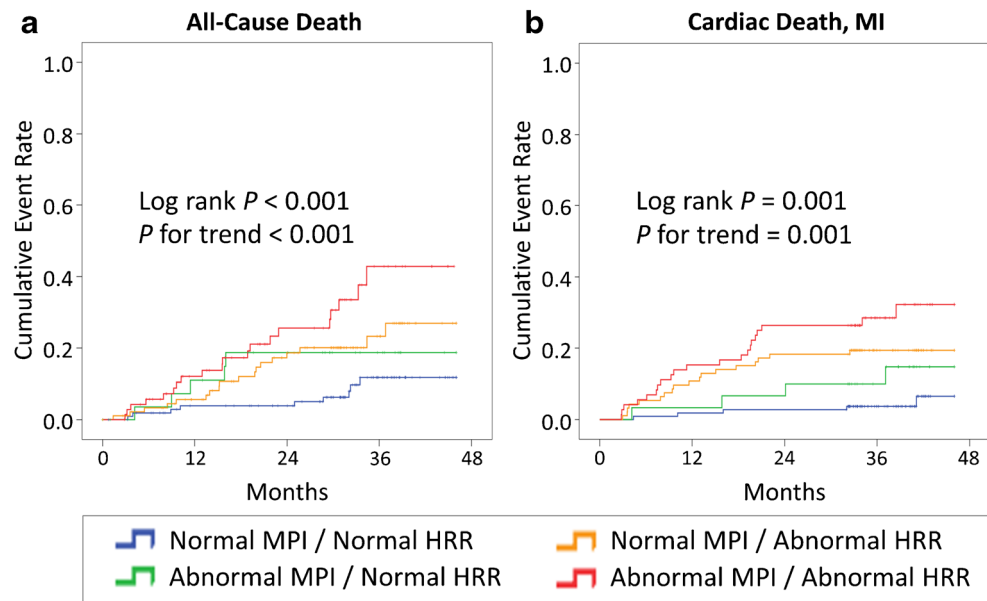 a All-Cause Death
Cumulative Event Rate
1.0
0.8
0.6
0.4
0.2
0.0
Log rank P < 0.001
P for trend < 0.001
0 12 24 36 48
Months
b Cardiac Death, MI
Cumulative Event Rate
1.0
0.8
0.6
0.4
0.2
0.0
Log rank P = 0.001
P for trend = 0.001
0 12 24 36 48
Months
Normal MPI / Normal HRR
Normal MPI / Abnormal HRR
Abnormal MPI / Normal HRR
Abnormal MPI / Abnormal HRR